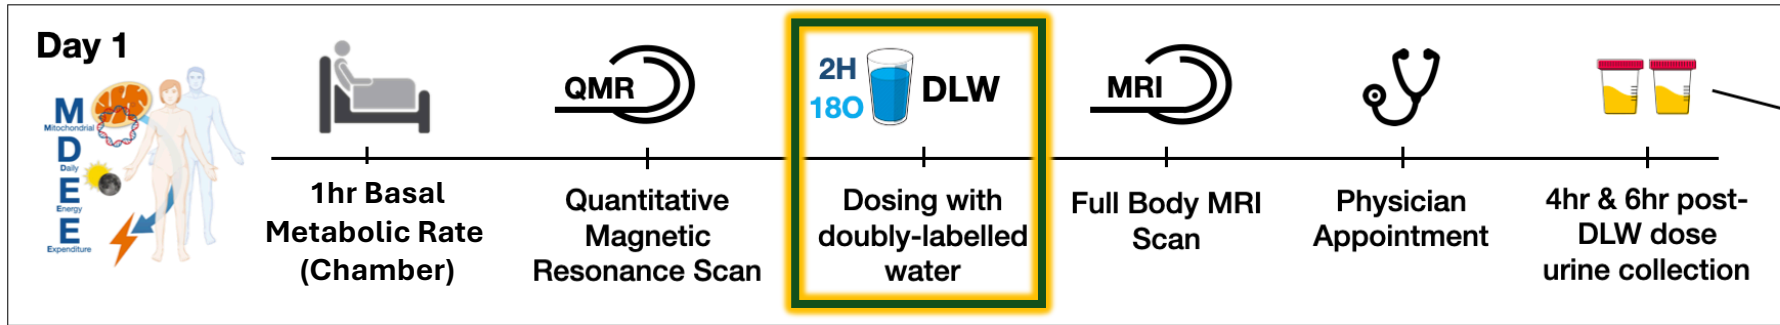 Day 1
M
Mitochondrial
D
Daily
E
Energy
E
Expenditure
1hr Basal
Metabolic Rate
(Chamber)
QMR
Quantitative
Magnetic
Resonance Scan
2H
18O
DLW
Dosing with
doubly-labelled
water
MRI
Full Body MRI
Scan
Physician
Appointment
4hr & 6hr post-
DLW dose
urine collection